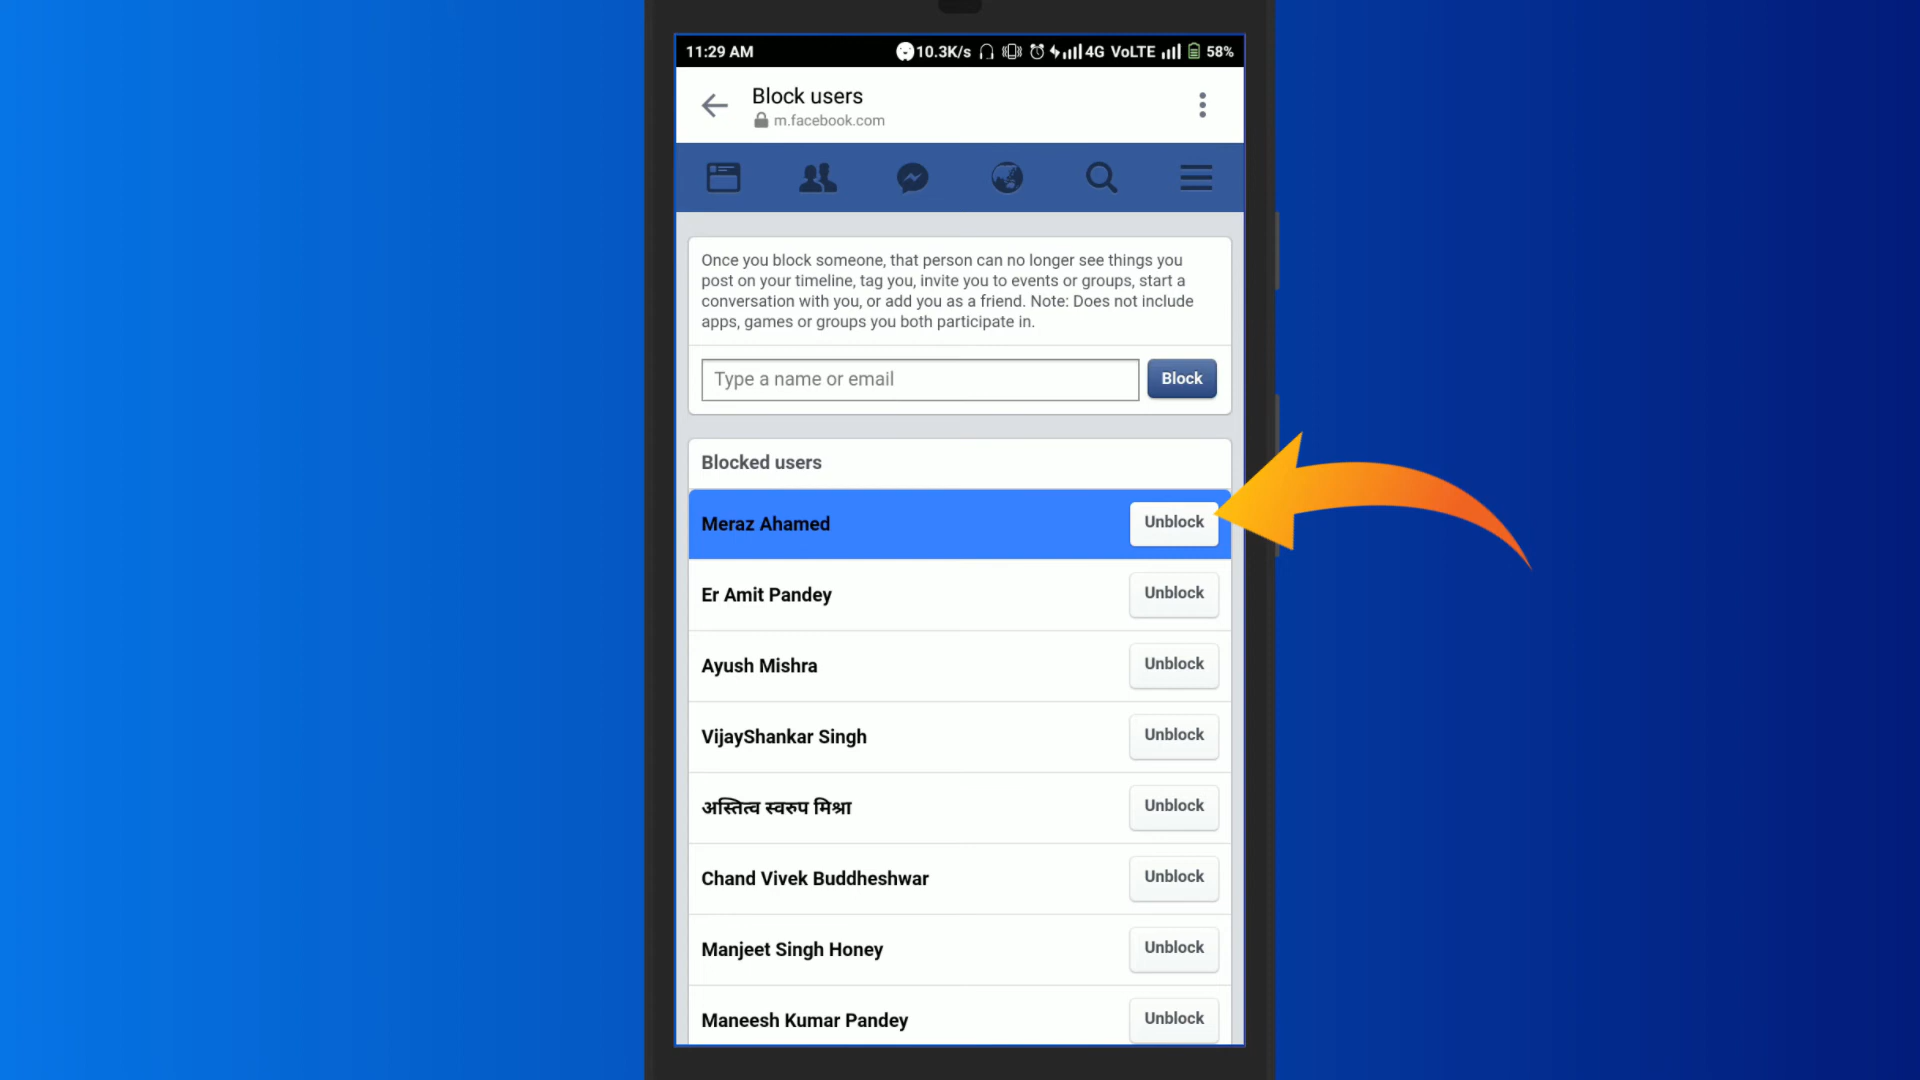 11:29 AM 10.3K/s 4G VoLTE 58%
Block users
m.facebook.com
Once you block someone, that person can no longer see things you
post on your timeline, tag you, invite you to events or groups, start a
conversation with you, or add you as a friend. Note: Does not include
apps, games or groups you both participate in.
Type a name or email Block
Blocked users
Meraz Ahamed Unblock
Er Amit Pandey Unblock
Ayush Mishra Unblock
VijayShankar Singh Unblock
अस्तित्व स्वरुप मिश्रा Unblock
Chand Vivek Buddheshwar Unblock
Manjeet Singh Honey Unblock
Maneesh Kumar Pandey Unblock